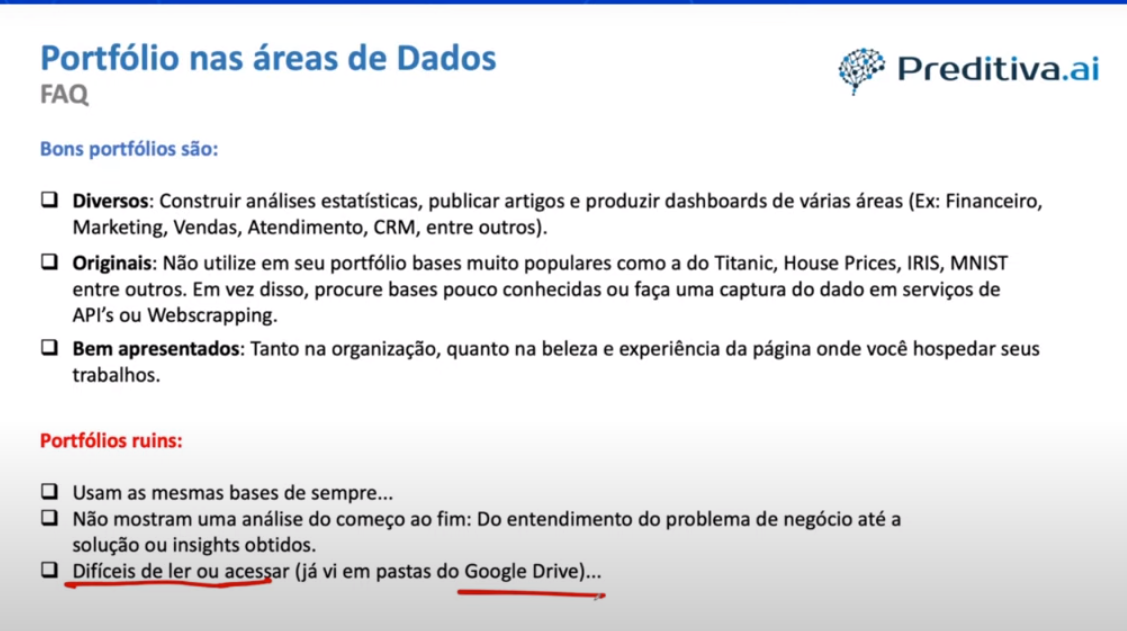 Portfólio nas áreas de Dados
FAQ
Preditiva.ai
Bons portfólios são:
Diversos: Construir análises estatísticas, publicar artigos e produzir dashboards de várias áreas (Ex: Financeiro,
Marketing, Vendas, Atendimento, CRM, entre outros).
Originais: Não utilize em seu portfólio bases muito populares como a do Titanic, House Prices, IRIS, MNIST
entre outros. Em vez disso, procure bases pouco conhecidas ou faça uma captura do dado em serviços de
API's ou Webscrapping.
Bem apresentados: Tanto na organização, quanto na beleza e experiência da página onde você hospedar seus
trabalhos.
Portfólios ruins:
Usam as mesmas bases de sempre...
Não mostram uma análise do começo ao fim: Do entendimento do problema de negócio até a
solução ou insights obtidos.
Difíceis de ler ou acessar (já vi em pastas do Google Drive)...